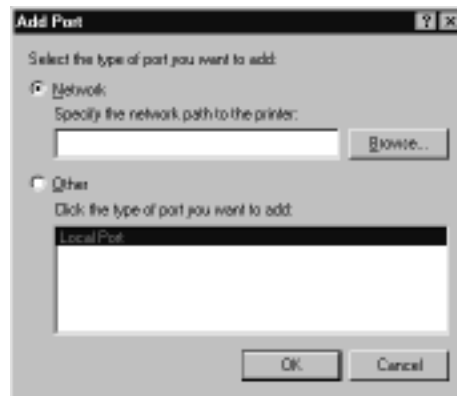 Add Port
Select the type of port you want to add:
Network
Specify the network path to the printer:
Browse...
Other
Click the type of port you want to add:
Local Port
OK Cancel